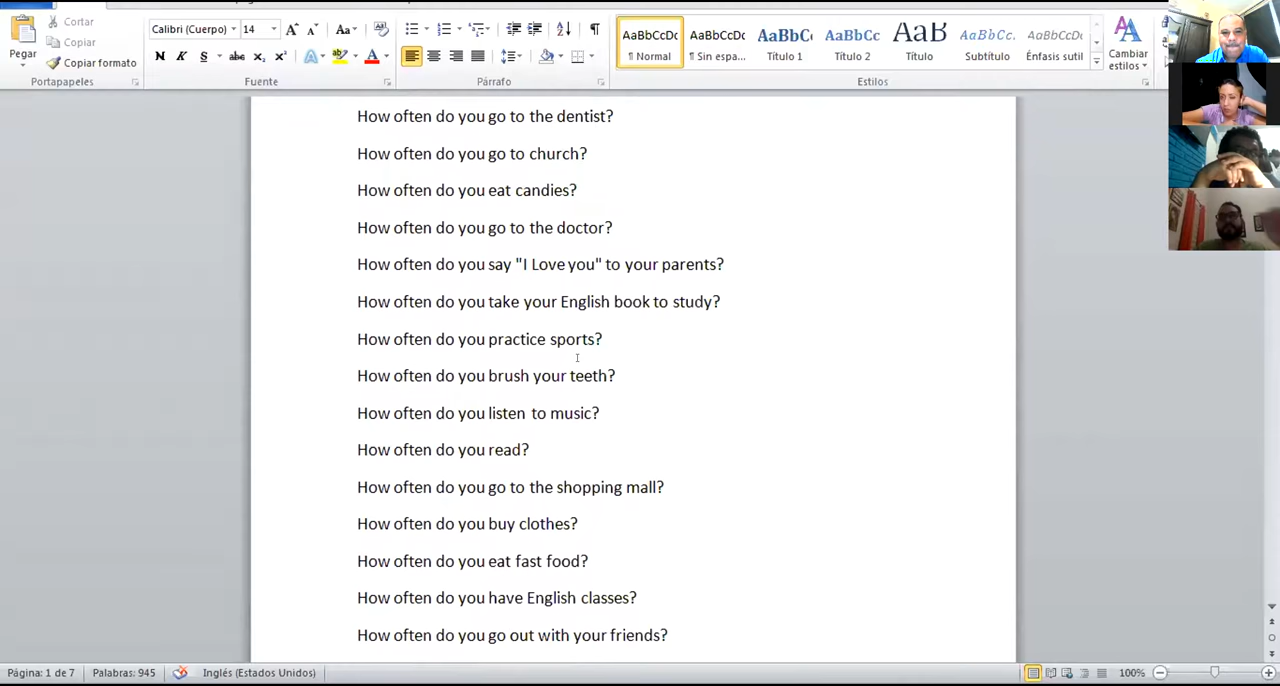 Cortar
Calibri (Cuerpo) 14 Aa
AaBbCcDc AaBbCcDc AaBbC AaBbCc AaB AaBbCc. AaBbCcDc
Copiar
Pegar
Copiar formato
N K S abc x₂ x² A A
¶ Normal ¶ Sin espa... Título 1 Título 2 Título Subtítulo Énfasis sutil
Cambiar
estilos
Portapapeles Fuente Párrafo Estilos
How often do you go to the dentist?
How often do you go to church?
How often do you eat candies?
How often do you go to the doctor?
How often do you say "I Love you" to your parents?
How often do you take your English book to study?
How often do you practice sports?
How often do you brush your teeth?
How often do you listen to music?
How often do you read?
How often do you go to the shopping mall?
How often do you buy clothes?
How often do you eat fast food?
How often do you have English classes?
How often do you go out with your friends?
Página: 1 de 7 Palabras: 945 Inglés (Estados Unidos) 100%